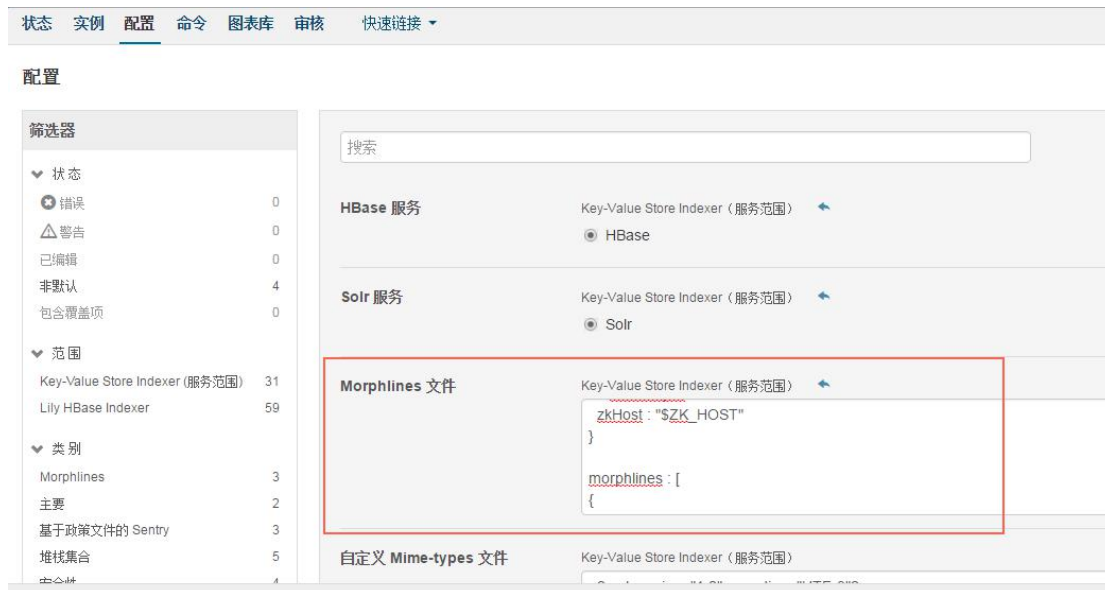 状态 实例 配置 命令 图表库 审核 快速链接
配置
筛选器
搜索
状态
错误 0
警告 0
已编辑 0
非默认 4
包含覆盖项 0
范围
Key-Value Store Indexer (服务范围) 31
Lily HBase Indexer 59
类别
Morphlines 3
主要 2
基于政策文件的 Sentry 3
堆栈集合 5
安全性 4
HBase 服务 Key-Value Store Indexer（服务范围）
HBase
Solr 服务 Key-Value Store Indexer（服务范围）
Solr
Morphlines 文件 Key-Value Store Indexer（服务范围）
zkHost : "$ZK_HOST"
}
morphlines : [
{
自定义 Mime-types 文件 Key-Value Store Indexer（服务范围）